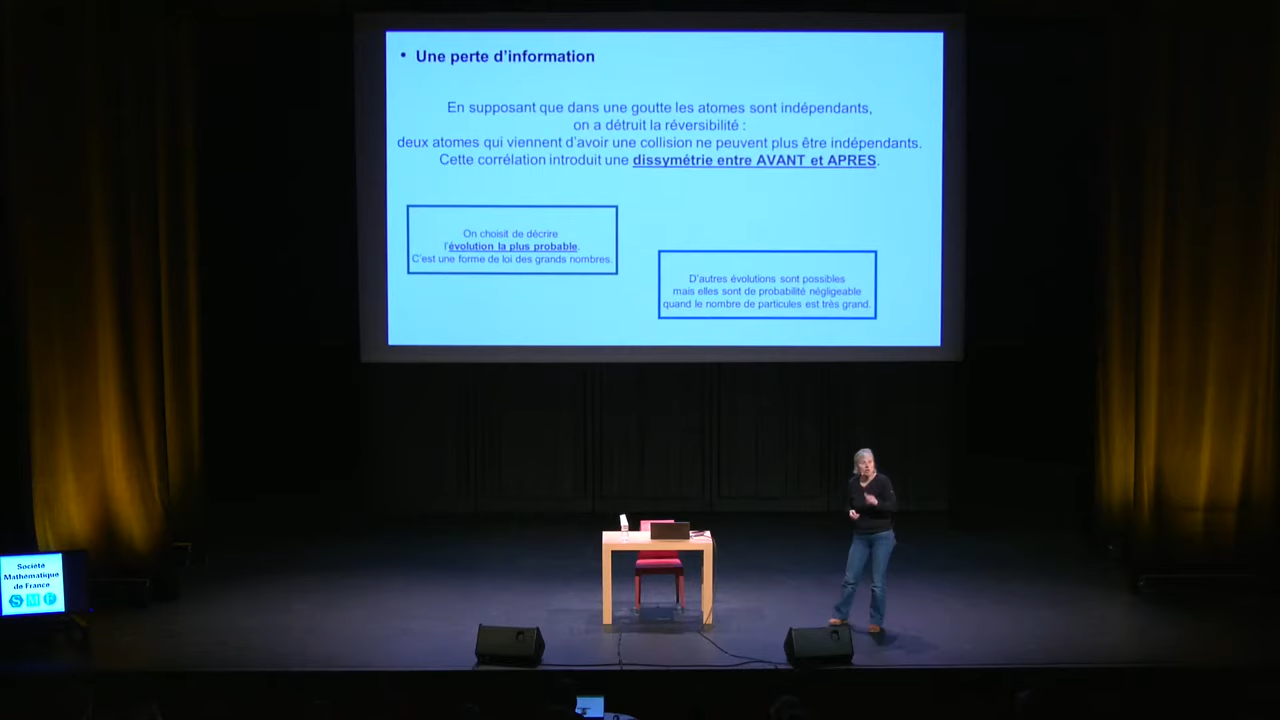 • Une perte d'information
En supposant que dans une goutte les atomes sont indépendants,
on a détruit la réversibilité :
deux atomes qui viennent d'avoir une collision ne peuvent plus être indépendants.
Cette corrélation introduit une dissymétrie entre AVANT et APRES.
On choisit de décrire
l'évolution la plus probable.
C'est une forme de loi des grands nombres.
D'autres évolutions sont possibles
mais elles sont de probabilité négligeable
quand le nombre de particules est très grand.
Société
Mathématique
de France
S M F